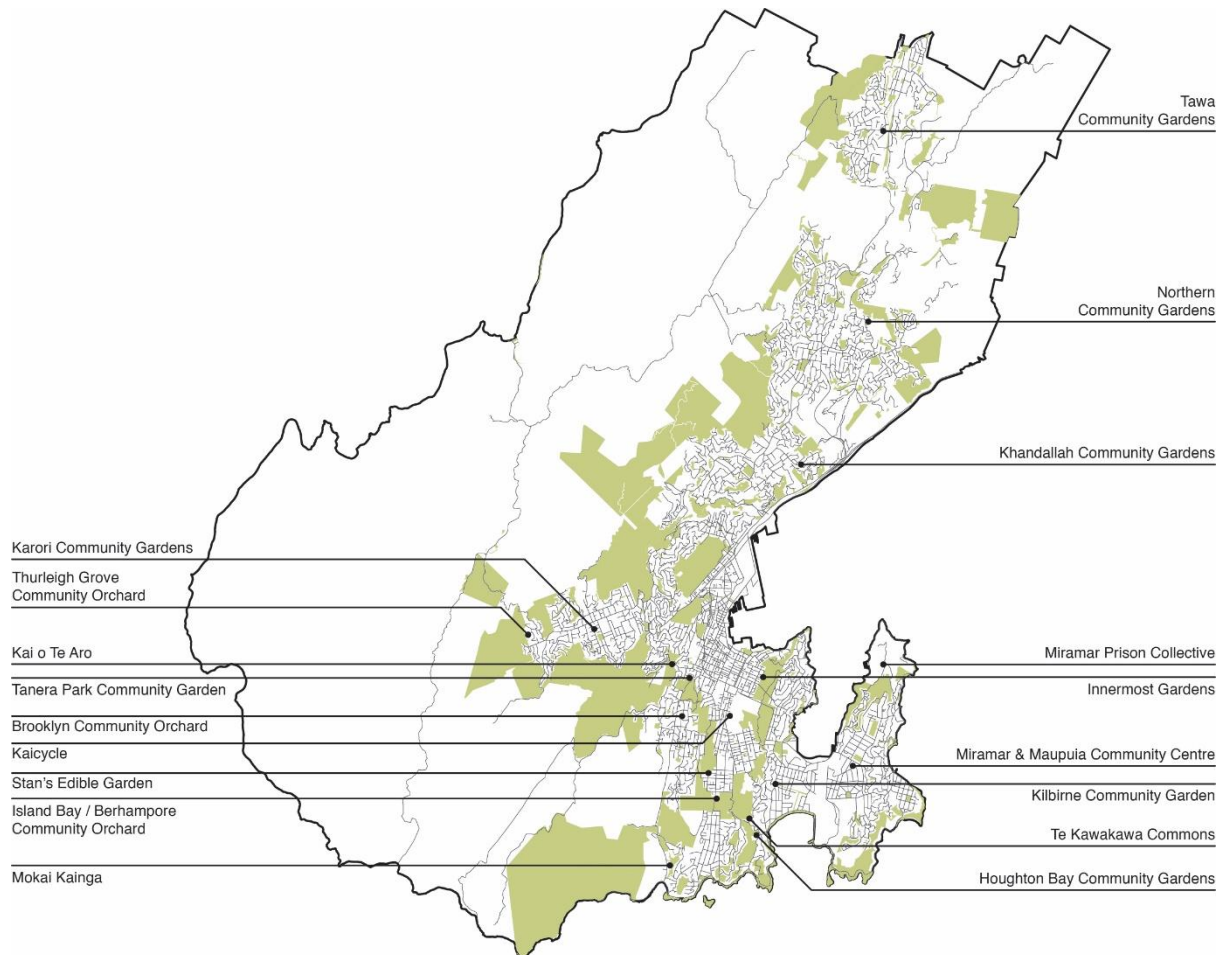 Tawa
Community Gardens
Northern
Community Gardens
Khandallah Community Gardens
Karori Community Gardens
Thurleigh Grove
Community Orchard
Kai o Te Aro
Tanera Park Community Garden
Brooklyn Community Orchard
Kaicycle
Stan's Edible Garden
Island Bay / Berhampore
Community Orchard
Mokai Kainga
Miramar Prison Collective
Innermost Gardens
Miramar & Maupuia Community Centre
Kilbirne Community Garden
Te Kawakawa Commons
Houghton Bay Community Gardens